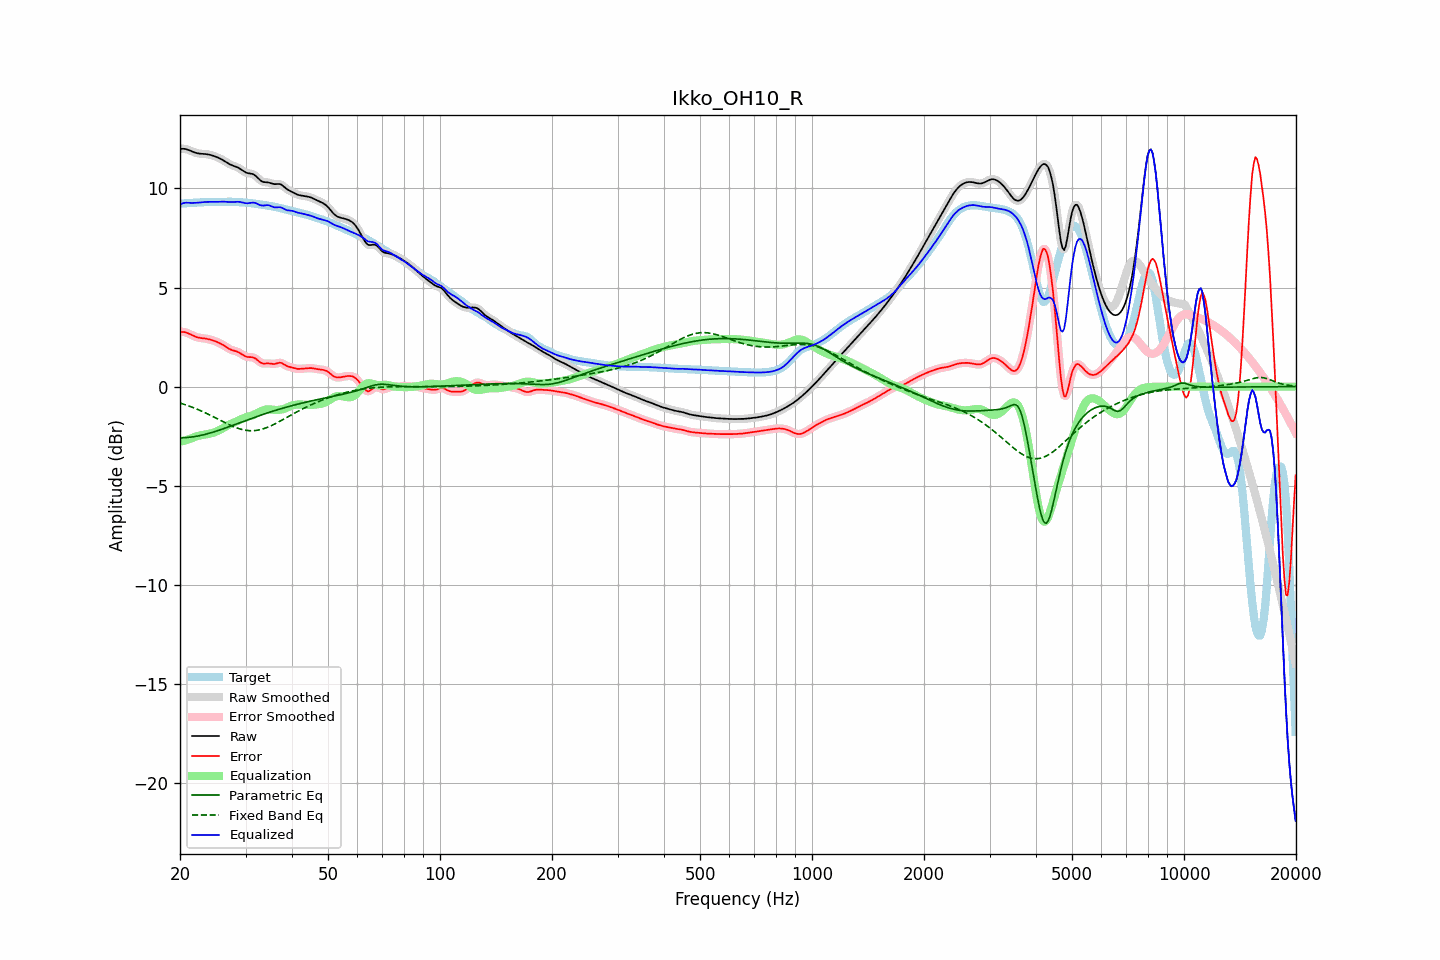 Ikko_OH10_R
Amplitude (dBr)
10
5
0
−5
−10
−15
−20
Target
Raw Smoothed
Error Smoothed
Raw
Error
Equalization
Parametric Eq
Fixed Band Eq
Equalized
20 50 100 200 500 1000 2000 5000 10000 20000
Frequency (Hz)